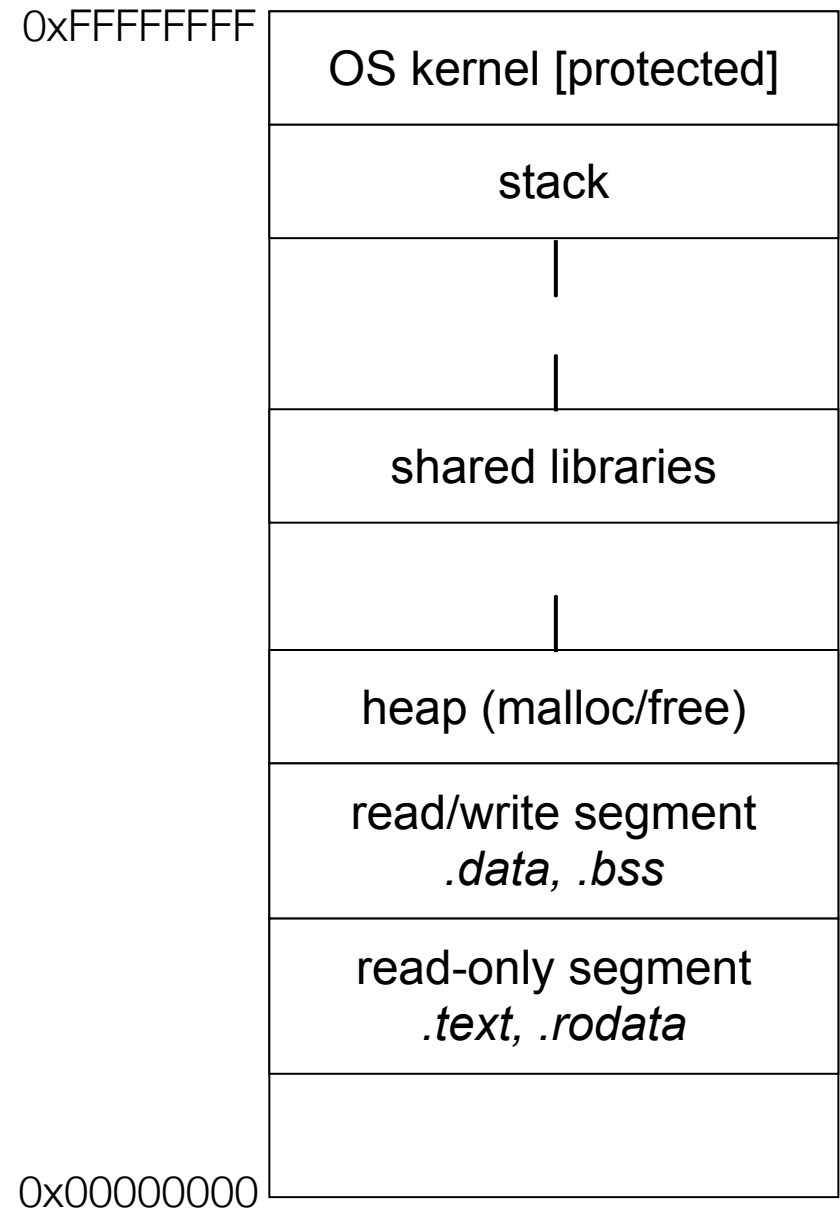 0xFFFFFFFF
OS kernel [protected]
stack
shared libraries
heap (malloc/free)
read/write segment
.data, .bss
read-only segment
.text, .rodata
0x00000000